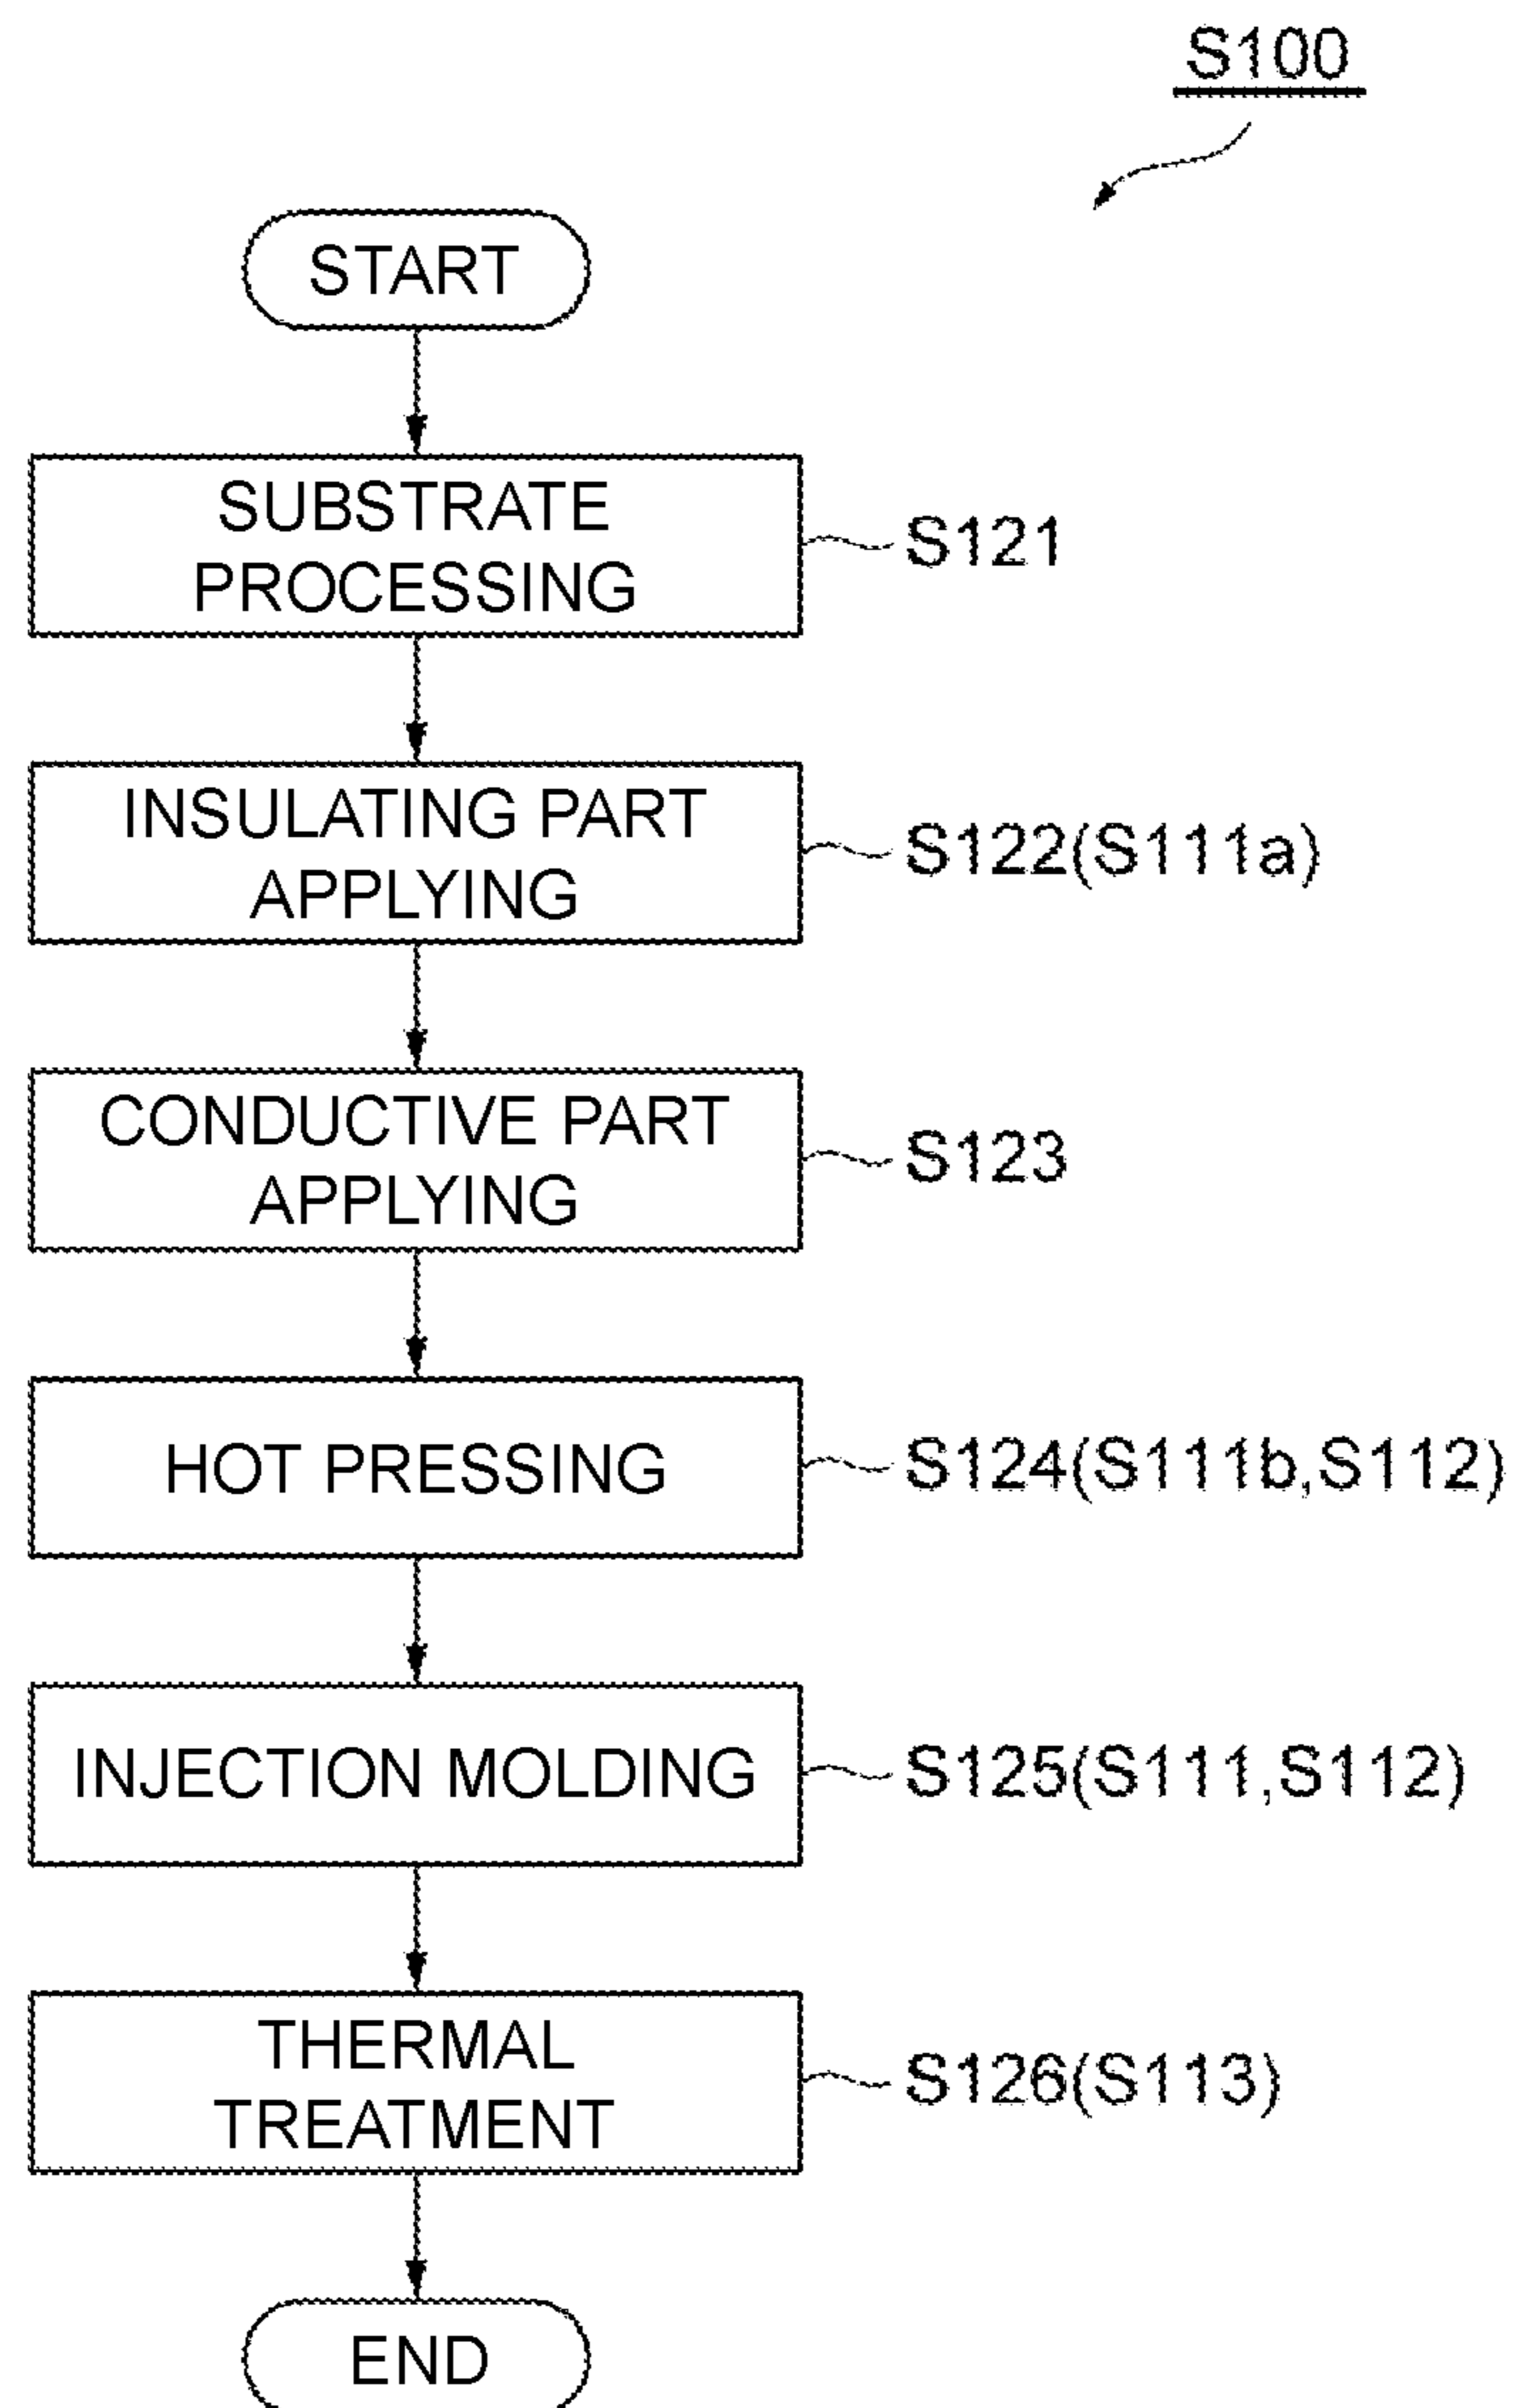 S100
START
SUBSTRATE
PROCESSING
S121
INSULATING PART
APPLYING
S122(S111a)
CONDUCTIVE PART
APPLYING
S123
HOT PRESSING
S124(S111b,S112)
INJECTION MOLDING
S125(S111,S112)
THERMAL
TREATMENT
S126(S113)
END